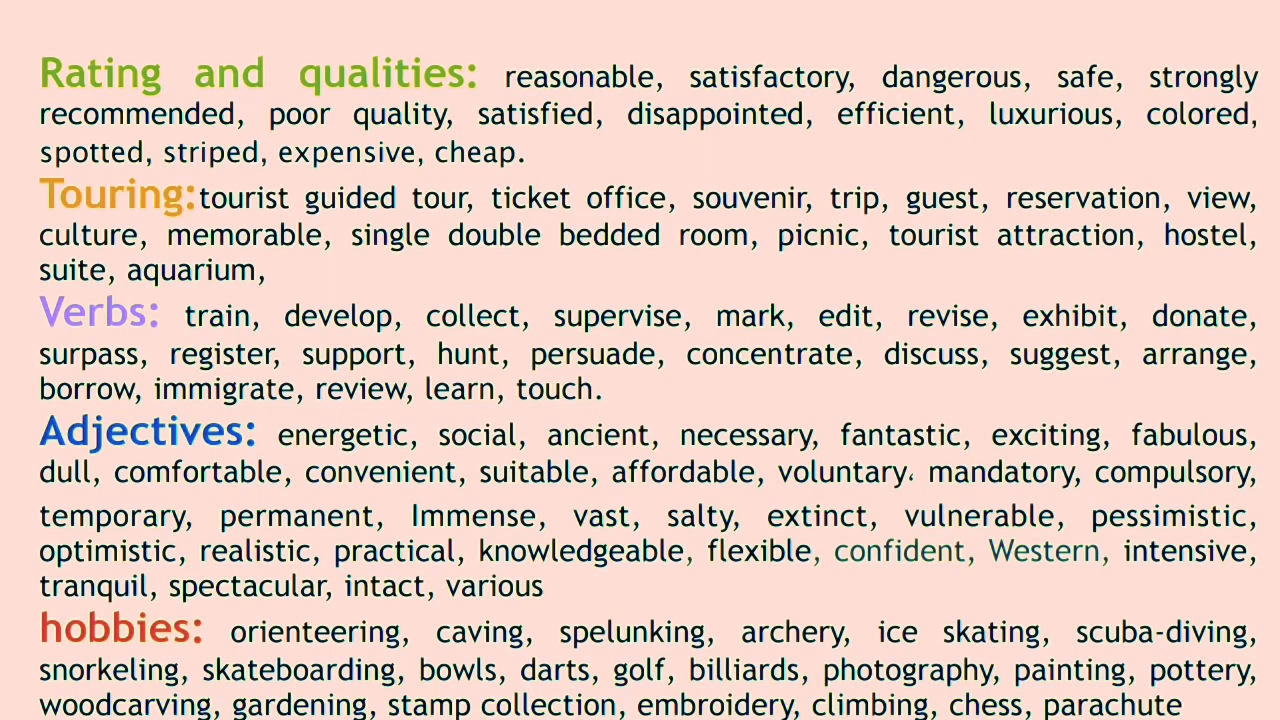 Rating and qualities: reasonable, satisfactory, dangerous, safe, strongly
recommended, poor quality, satisfied, disappointed, efficient, luxurious, colored,
spotted, striped, expensive, cheap.
Touring:tourist guided tour, ticket office, souvenir, trip, guest, reservation, view,
culture, memorable, single double bedded room, picnic, tourist attraction, hostel,
suite, aquarium,
Verbs: train, develop, collect, supervise, mark, edit, revise, exhibit, donate,
surpass, register, support, hunt, persuade, concentrate, discuss, suggest, arrange,
borrow, immigrate, review, learn, touch.
Adjectives: energetic, social, ancient, necessary, fantastic, exciting, fabulous,
dull, comfortable, convenient, suitable, affordable, voluntary، mandatory, compulsory,
temporary, permanent, Immense, vast, salty, extinct, vulnerable, pessimistic,
optimistic, realistic, practical, knowledgeable, flexible, confident, Western, intensive,
tranquil, spectacular, intact, various
hobbies: orienteering, caving, spelunking, archery, ice skating, scuba-diving,
snorkeling, skateboarding, bowls, darts, golf, billiards, photography, painting, pottery,
woodcarving, gardening, stamp collection, embroidery, climbing, chess, parachute